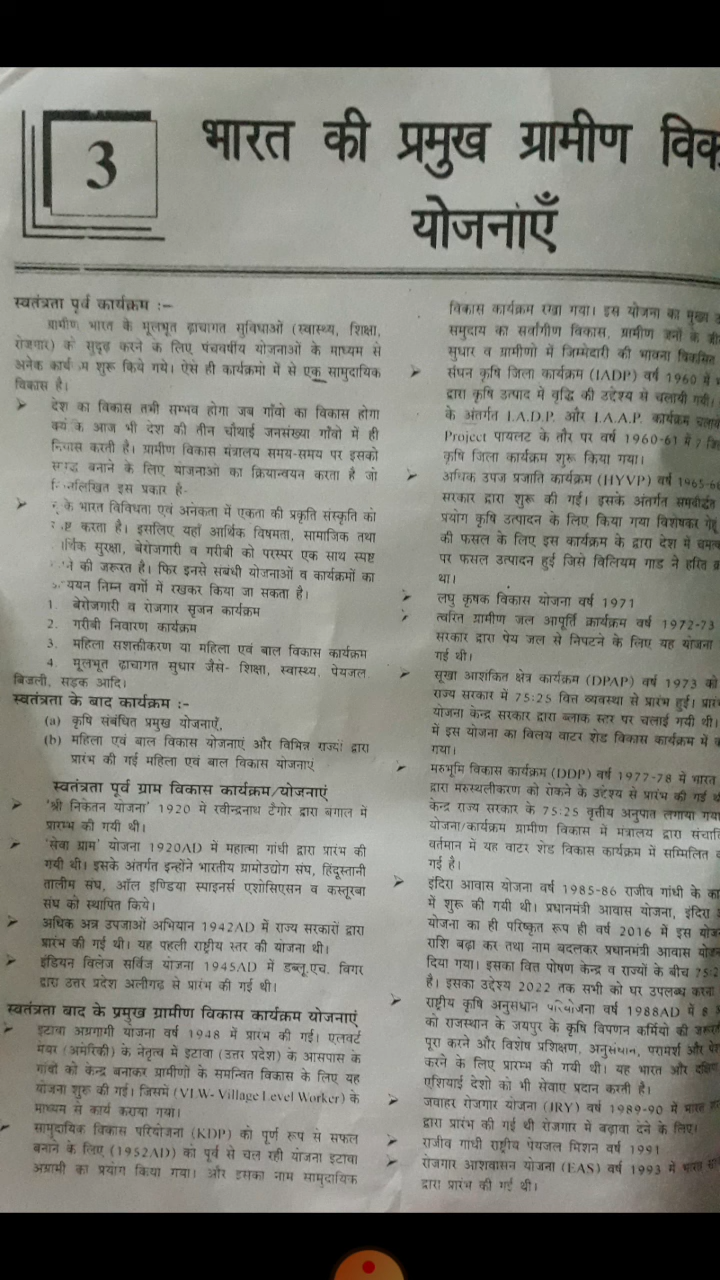 3
भारत की प्रमुख ग्रामीण
योजनाएँ
स्वतंत्रता पूर्व कार्यक्रम :–
ग्रामीण भारत के मूलभूत ढ़ाचागत सुविधाओं (स्वास्थ्य, शिक्षा,
रोजगार) को सुदृढ़ करने के लिए पंचवर्षीय योजनाओं के माध्यम से
अनेक कार्यक्रम शुरू किये गये। ऐसे ही कार्यक्रमो में से एक सामुदायिक
विकास है।
➢ देश का विकास तभी सम्भव होगा जब गाँवो का विकास होगा
के आज भी देश की तीन चौथाई जनसंख्या गाँवो में ही
निवास करती है। ग्रामीण विकास मंत्रालय समय-समय पर इसको
बनाने के लिए योजनाओ का क्रियान्वयन करता है जो
इस प्रकार है-
➢ के भारत विविधता एवं अनेकता में एकता की प्रकृति संस्कृति को
करता है। इसलिए यहाँ आर्थिक विषमता, सामाजिक तथा
सुरक्षा, बेरोजगारी व गरीबी को परस्पर एक साथ स्पष्ट
की जरूरत है। फिर इनसे संबंधी योजनाओ व कार्यक्रमों का
निम्न वर्गो में रखकर किया जा सकता है।
1. बेरोजगारी व रोजगार सृजन कार्यक्रम
2. गरीबी निवारण कार्यक्रम
3. महिला सशक्तीकरण या महिला एवं बाल विकास कार्यक्रम
4. मूलभूत ढ़ाचागत सुधार जैसे- शिक्षा, स्वास्थ्य, पेयजल,
बिजली, सड़क आदि।
स्वतंत्रता के बाद कार्यक्रम :–
(a) कृषि संबंधित प्रमुख योजनाएँ,
(b) महिला एवं बाल विकास योजनाएं और विभिन्न राज्यों द्वारा
प्रारंभ की गई महिला एवं बाल विकास योजनाएं
स्वतंत्रता पूर्व ग्राम विकास कार्यक्रम/योजनाएं
➢ 'श्री निकेतन योजना' 1920 में रवीन्द्रनाथ टैगोर द्वारा बंगाल में
प्रारम्भ की गयी थी।
➢ 'सेवा ग्राम' योजना 1920AD में महात्मा गांधी द्वारा प्रारंभ की
गयी थी। इसके अंतर्गत इन्होने भारतीय ग्रामोउद्योग संघ, हिंदूस्तानी
तालीम संघ, ऑल इण्डिया स्पाइनर्स एशोसिएसन व कस्तूरबा
संघ को स्थापित किये।
➢ अधिक अन्न उपजाओ अभियान 1942AD में राज्य सरकारों द्वारा
प्रारंभ की गई थी। यह पहली राष्ट्रीय स्तर की योजना थी।
➢ इंडियन विलेज सर्विज योजना 1945AD में डब्लू.एच. विगर
द्वारा उत्तर प्रदेश अलीगढ़ से प्रारंभ की गई थी।
स्वतंत्रता बाद के प्रमुख ग्रामीण विकास कार्यक्रम योजनाएं
➢ इटावा अग्रगामी योजना वर्ष 1948 में प्रारंभ की गई। एलवर्ट
मेयर (अमेरिकी) के नेतृत्व में इटावा (उत्तर प्रदेश) के आसपास के
गांवों को केन्द्र बनाकर ग्रामीणों के समन्वित विकास के लिए यह
योजना शुरू की गई। जिसमें (VLW- Village Level Worker) के
माध्यम से कार्य कराया गया।
➢ सामुदायिक विकास परियोजना (KDP) को पूर्ण रूप से सफल
बनाने के लिए (1952AD) को पूर्व से चल रही योजना इटावा
अग्रामी का प्रयोग किया गया। और इसका नाम सामुदायिक
विकास कार्यक्रम रखा गया। इस योजना का मुख्य
समुदाय का सर्वांगीण विकास, ग्रामीण जनों के
सुधार व ग्रामीणो में जिम्मेदारी की भावना विकसित
➢ संघन कृषि जिला कार्यक्रम (IADP) वर्ष 1960 में
द्वारा कृषि उत्पाद में वृद्धि की उद्देश्य से चलायी गयी।
के अंतर्गत I.A.D.P. और I.A.A.P. कार्यक्रम
Project पायलट के तौर पर वर्ष 1960-61 में 7
कृषि जिला कार्यक्रम शुरू किया गया।
➢ अधिक उपज प्रजाति कार्यक्रम (HYVP) वर्ष
सरकार द्वारा शुरू की गई। इसके अंतर्गत
प्रयोग कृषि उत्पादन के लिए किया गया विशेषकर
की फसल के लिए इस कार्यक्रम के द्वारा देश में
पर फसल उत्पादन हुई जिसे विलियम गाड ने हरित
था।
➢ लघु कृषक विकास योजना वर्ष 1971
➢ त्वरित ग्रामीण जल आपूर्ति कार्यक्रम वर्ष 1972-73
सरकार द्वारा पेय जल से निपटने के लिए यह योजना
गई थी।
➢ सूखा आशंकित क्षेत्र कार्यक्रम (DPAP) वर्ष 1973 को
राज्य सरकार में 75:25 वित्त व्यवस्था से प्रारंभ हुई।
योजना केन्द्र सरकार द्वारा ब्लाक स्तर पर चलाई गयी थी।
में इस योजना का विलय वाटर शेड विकास कार्यक्रम में
गया।
➢ मरुभूमि विकास कार्यक्रम (DDP) वर्ष 1977-78 में भारत
द्वारा मरुस्थलीकरण को रोकने के उद्देश्य से प्रारंभ की गई
केन्द्र राज्य सरकार के 75:25 वृत्तीय अनुपात लगाया
योजना/कार्यक्रम ग्रामीण विकास में मंत्रालय द्वारा
वर्तमान में यह वाटर शेड विकास कार्यक्रम में सम्मिलित
गई है।
➢ इंदिरा आवास योजना वर्ष 1985-86 राजीव गांधी के
में शुरू की गयी थी। प्रधानमंत्री आवास योजना, इंदिरा
योजना का ही परिष्कृत रूप ही वर्ष 2016 में इस
राशि बढ़ा कर तथा नाम बदलकर प्रधानमंत्री आवास
दिया गया। इसका वित्त पोषण केन्द्र व राज्यों के बीच
है। इसका उद्देश्य 2022 तक सभी को घर उपलब्ध
➢ राष्ट्रीय कृषि अनुसंधान परियोजना वर्ष 1988AD में 8
को राजस्थान के जयपुर के कृषि विपणन कर्मियो की
पूरा करने और विशेष प्रशिक्षण, अनुसंधान, परामर्श और
करने के लिए प्रारम्भ की गयी थी। यह भारत और
एशियाई देशो को भी सेवाए प्रदान करती है।
➢ जवाहर रोजगार योजना (JRY) वर्ष 1989-90 में भारत
द्वारा प्रारंभ की गई थी रोजगार में बढ़ावा देने के लिए।
➢ राजीव गांधी राष्ट्रीय पेयजल मिशन वर्ष 1991
➢ रोजगार आशवासन योजना (EAS) वर्ष 1993 में भारत
द्वारा प्रारंभ की गई थी।